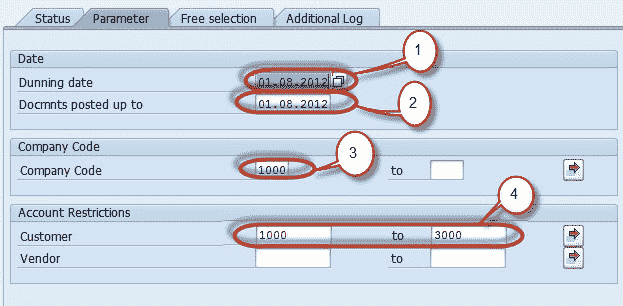 Status Parameter Free selection Additional Log
1
Date
Dunning date 01.08.2012
Docmnts posted up to 01.08.2012
2
Company Code
3
Company Code 1000 to
4
Account Restrictions
Customer 1000 to 3000
Vendor to